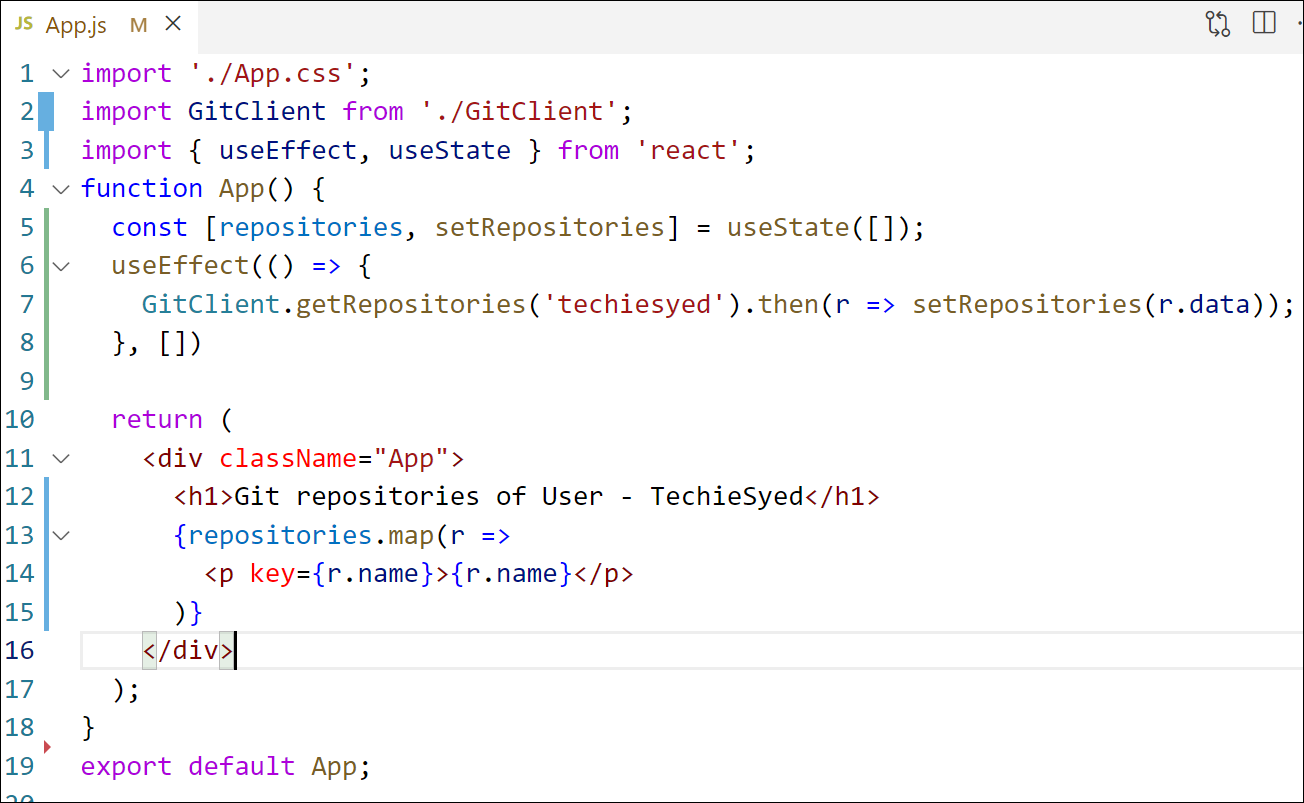 JS App.js M
1 import './App.css';
2 import GitClient from './GitClient';
3 import { useEffect, useState } from 'react';
4 function App() {
5   const [repositories, setRepositories] = useState([]);
6   useEffect(() => {
7     GitClient.getRepositories('techiesyed').then(r => setRepositories(r.data));
8   }, [])
9
10   return (
11     <div className="App">
12       <h1>Git repositories of User - TechieSyed</h1>
13       {repositories.map(r =>
14         <p key={r.name}>{r.name}</p>
15       )}
16     </div>
17   );
18 }
19 export default App;
20